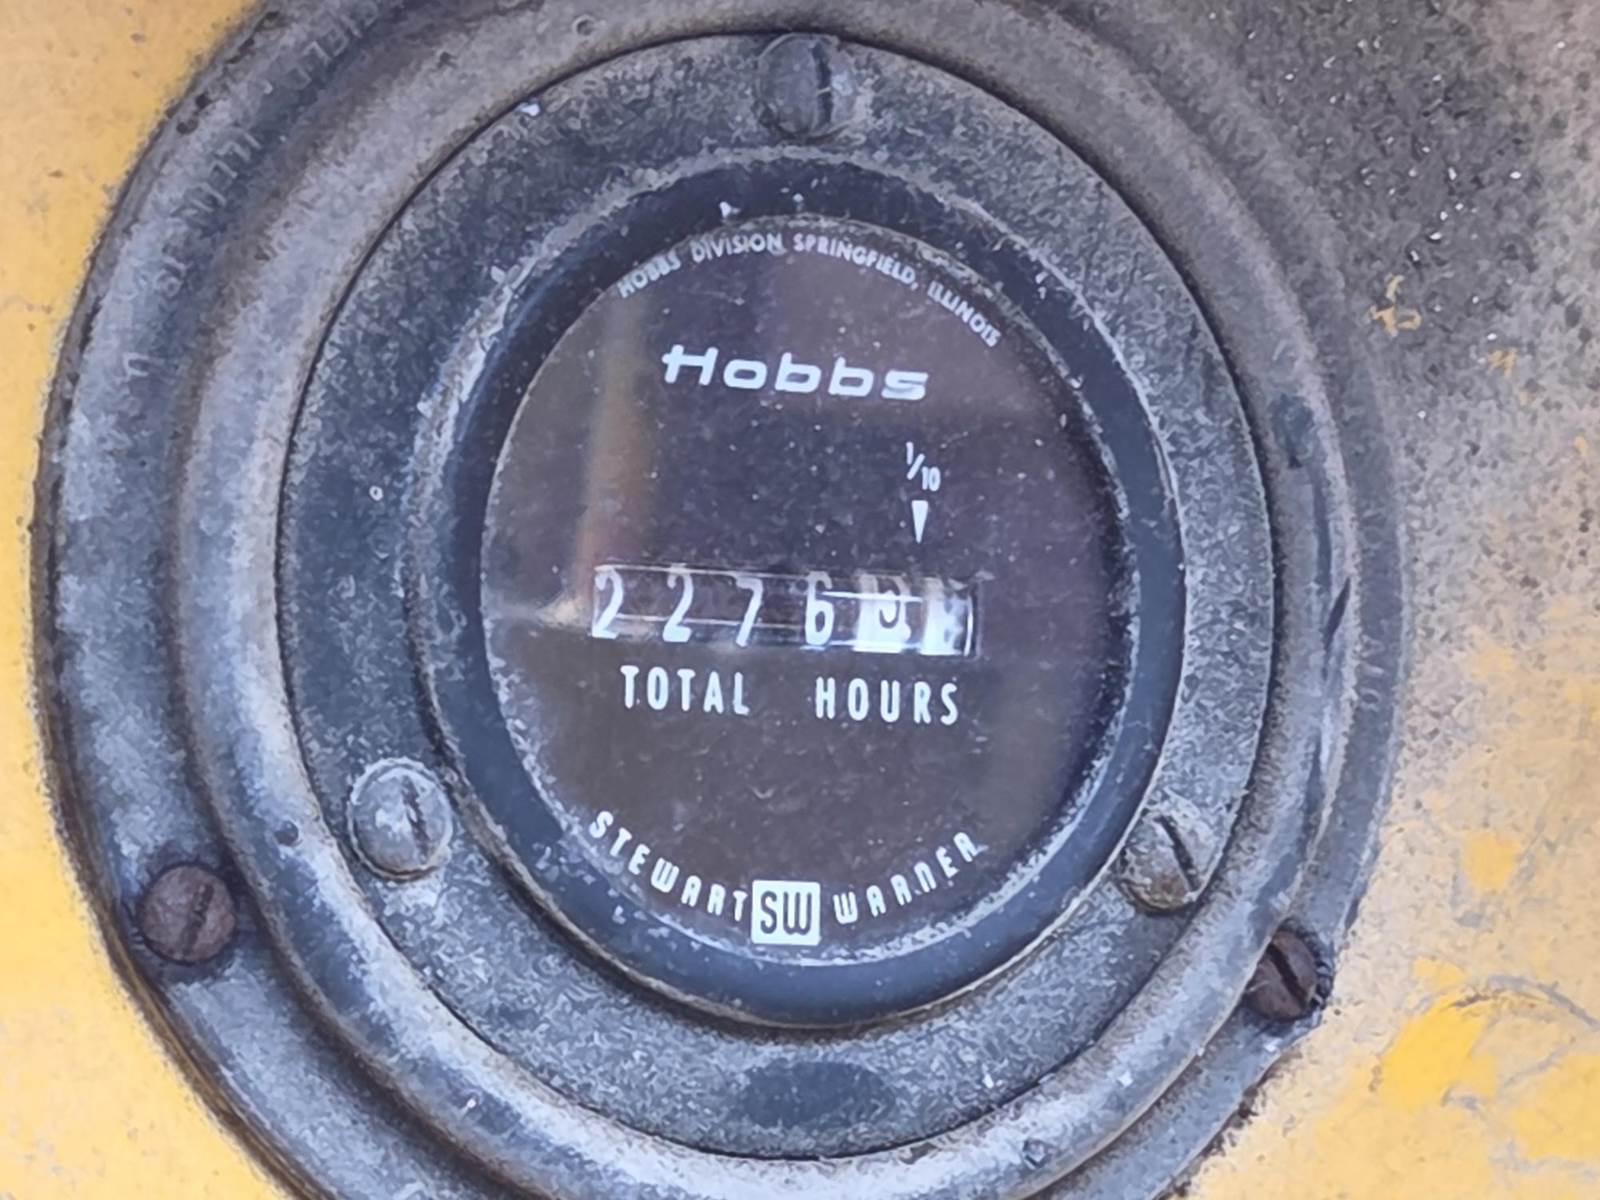 HOBBS DIVISION SPRINGFIELD, ILLINOIS
Hobbs
1/10
2276
TOTAL HOURS
STEWART SW WARNER